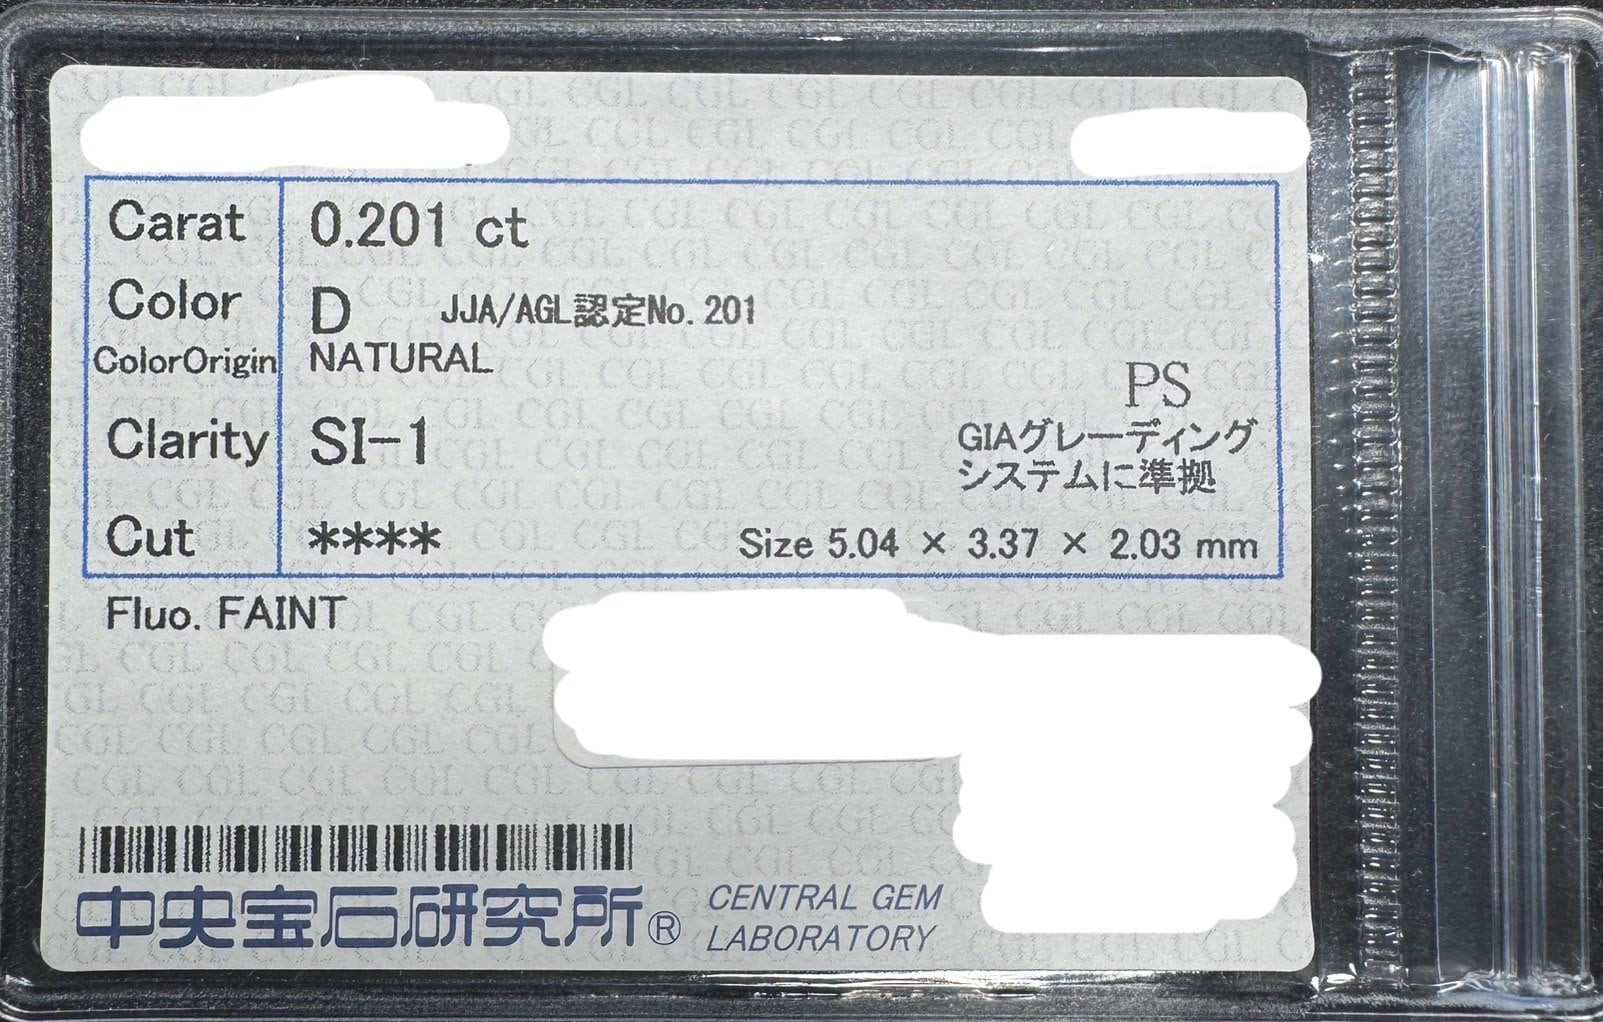 Carat 0.201 ct
Color D JJA/AGL認定No.201
ColorOrigin NATURAL
PS
Clarity SI-1
GIAグレーディング
システムに準拠
Cut **** Size 5.04 × 3.37 × 2.03 mm
Fluo. FAINT
中央宝石研究所® CENTRAL GEM
LABORATORY
CGL